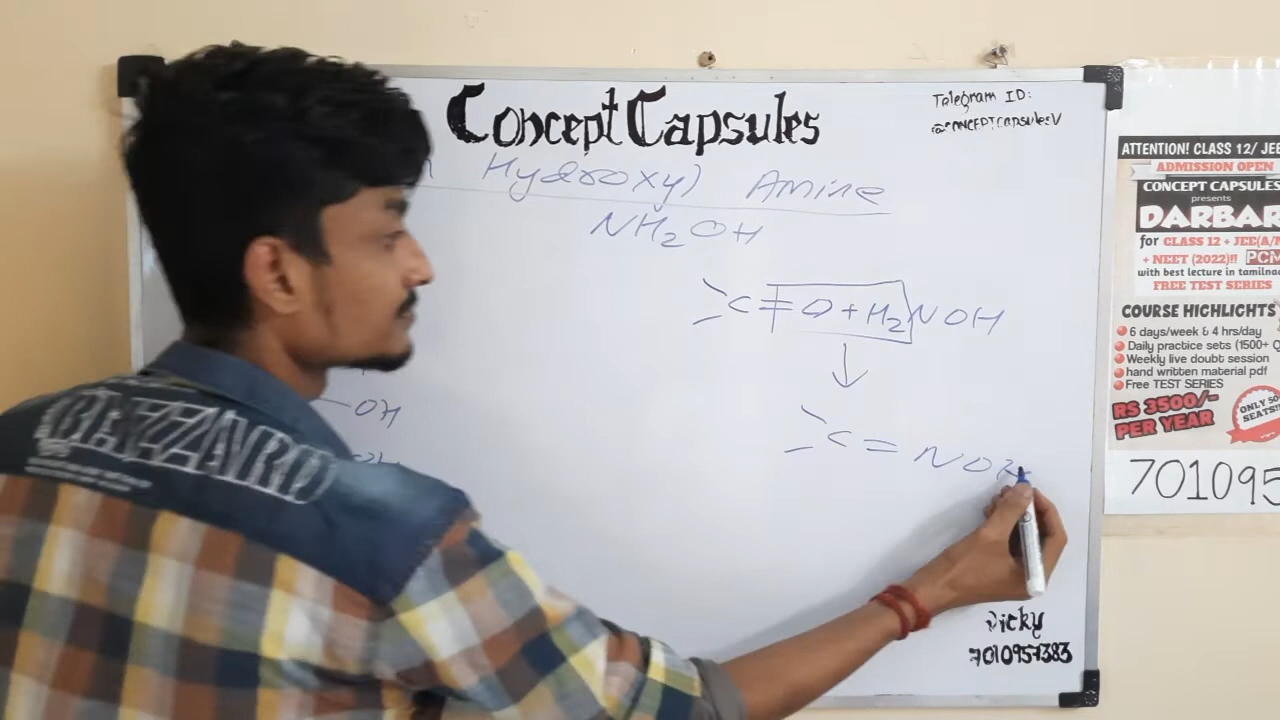 Concept Capsules
Telegram ID:
@CONCEPTCapsulesV
Hydroxyl Amine
NH2OH
C=O+H2NOH
C=NOH
OH
Vicky
7010957383
ATTENTION! CLASS 12/ JEE
ADMISSION OPEN
CONCEPT CAPSULES
presents
DARBAR
for CLASS 12 + JEE(A/M
+ NEET (2022)!! PCM
with best lecture in tamilnad
FREE TEST SERIES
COURSE HIGHLIGHTS
6 days/week & 4 hrs/day
Daily practice sets (1500+ Q
Weekly live doubt session
hand written material pdf
Free TEST SERIES
RS 3500/-
PER YEAR
ONLY 50
SEATS!!
701095